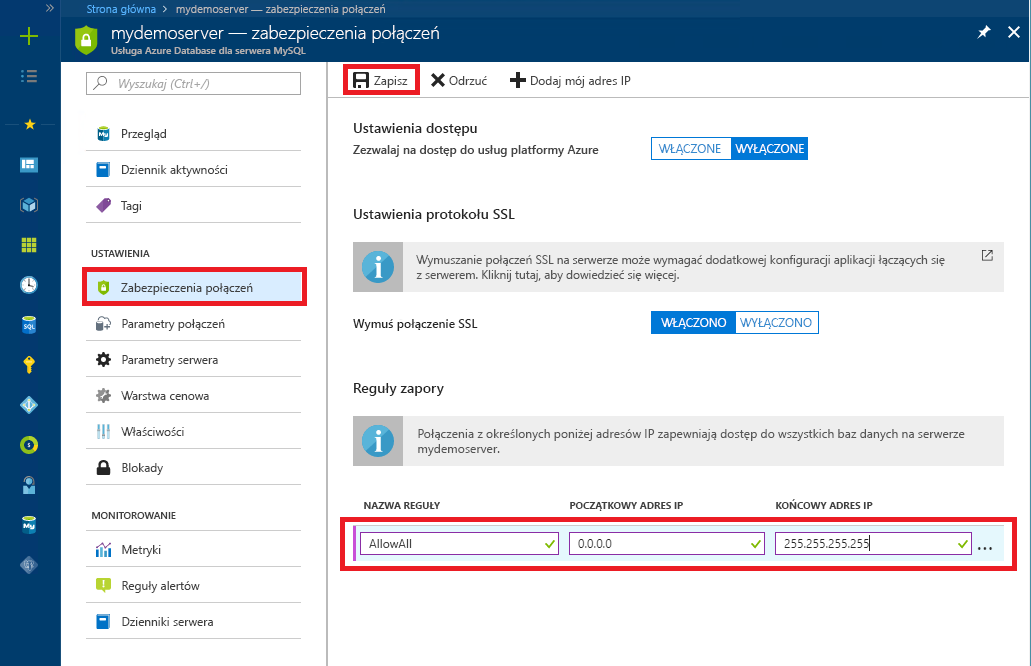 Strona główna > mydemoserver — zabezpieczenia połączeń
mydemoserver — zabezpieczenia połączeń
Usługa Azure Database dla serwera MySQL
Wyszukaj (Ctrl+/)
Przegląd
Dziennik aktywności
Tagi
USTAWIENIA
Zabezpieczenia połączeń
Parametry połączeń
Parametry serwera
Warstwa cenowa
Właściwości
Blokady
MONITOROWANIE
Metryki
Reguły alertów
Dzienniki serwera
Zapisz Odrzuć Dodaj mój adres IP
Ustawienia dostępu
Zezwalaj na dostęp do usług platformy Azure WŁĄCZONE WYŁĄCZONE
Ustawienia protokołu SSL
Wymuszanie połączeń SSL na serwerze może wymagać dodatkowej konfiguracji aplikacji łączących się
z serwerem. Kliknij tutaj, aby dowiedzieć się więcej.
Wymuś połączenie SSL WŁĄCZONO WYŁĄCZONO
Reguły zapory
Połączenia z określonych poniżej adresów IP zapewniają dostęp do wszystkich baz danych na serwerze
mydemoserver.
NAZWA REGUŁY POCZĄTKOWY ADRES IP KOŃCOWY ADRES IP
AllowAll 0.0.0.0 255.255.255.255 ...